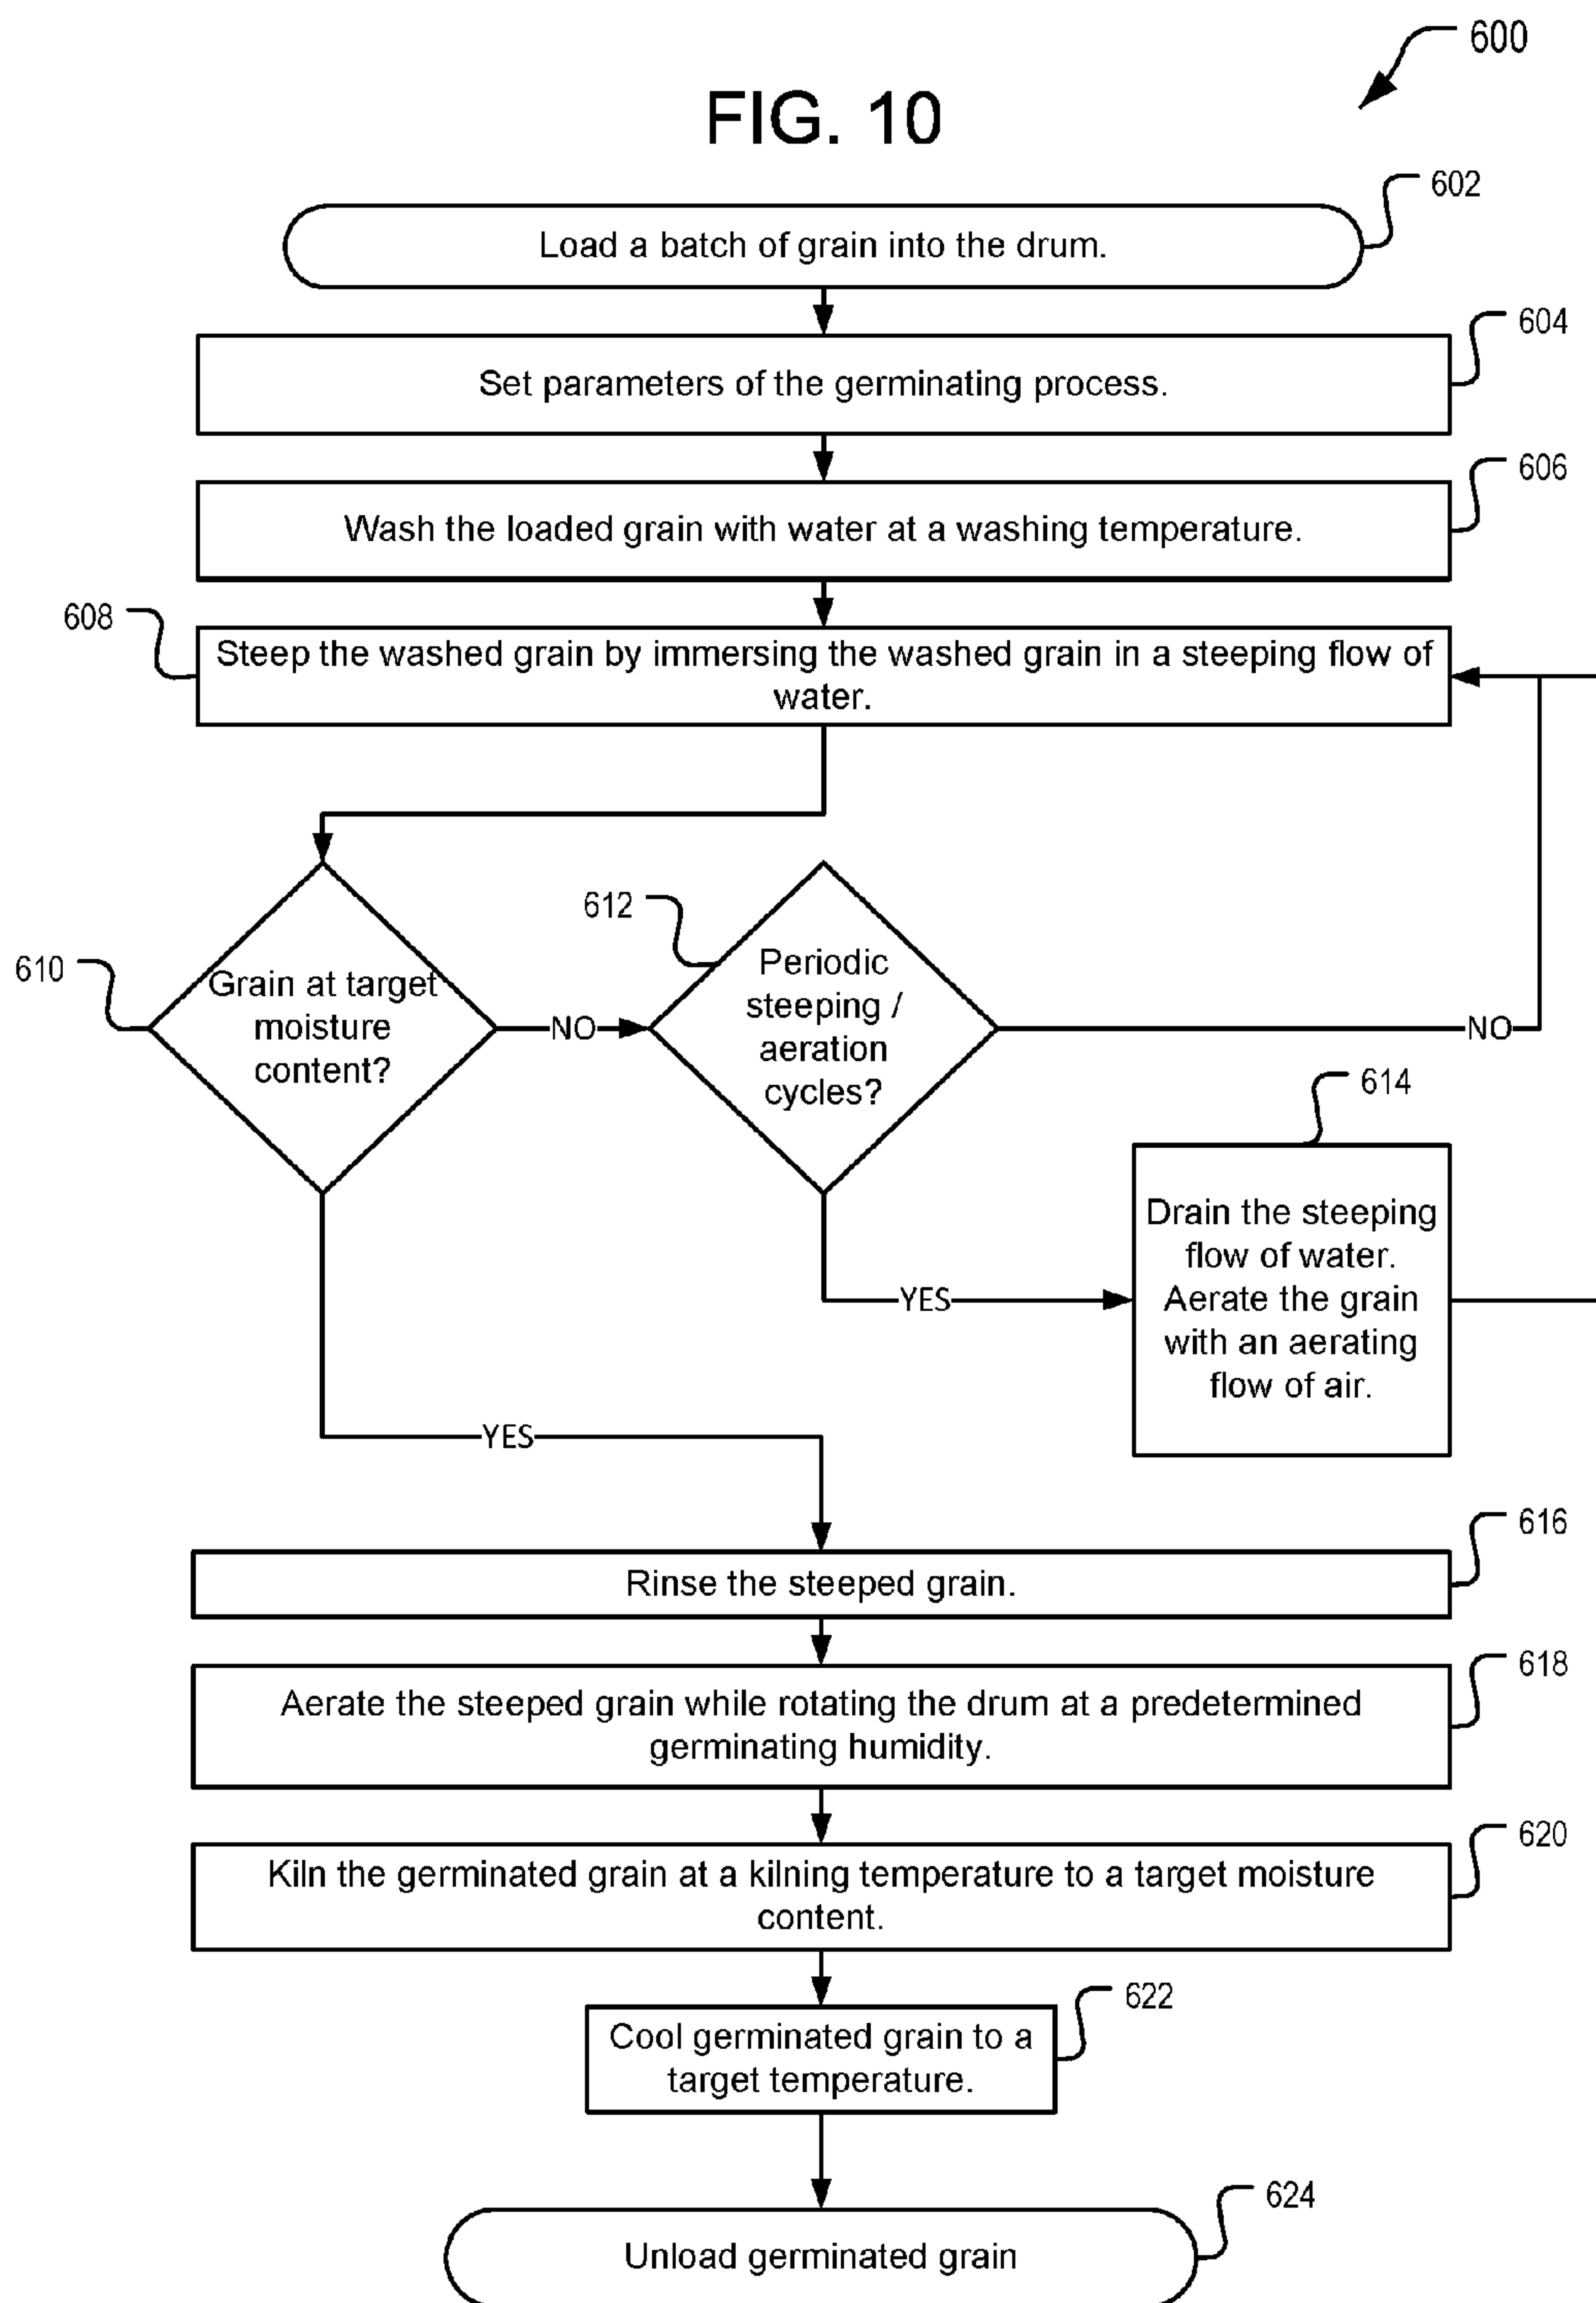 600
FIG. 10
602
Load a batch of grain into the drum.
604
Set parameters of the germinating process.
606
Wash the loaded grain with water at a washing temperature.
608
Steep the washed grain by immersing the washed grain in a steeping flow of
water.
610
Grain at target
moisture
content?
NO
612
Periodic
steeping /
aeration
cycles?
NO
YES
614
Drain the steeping
flow of water.
Aerate the grain
with an aerating
flow of air.
YES
616
Rinse the steeped grain.
618
Aerate the steeped grain while rotating the drum at a predetermined
germinating humidity.
620
Kiln the germinated grain at a kilning temperature to a target moisture
content.
622
Cool germinated grain to a
target temperature.
624
Unload germinated grain